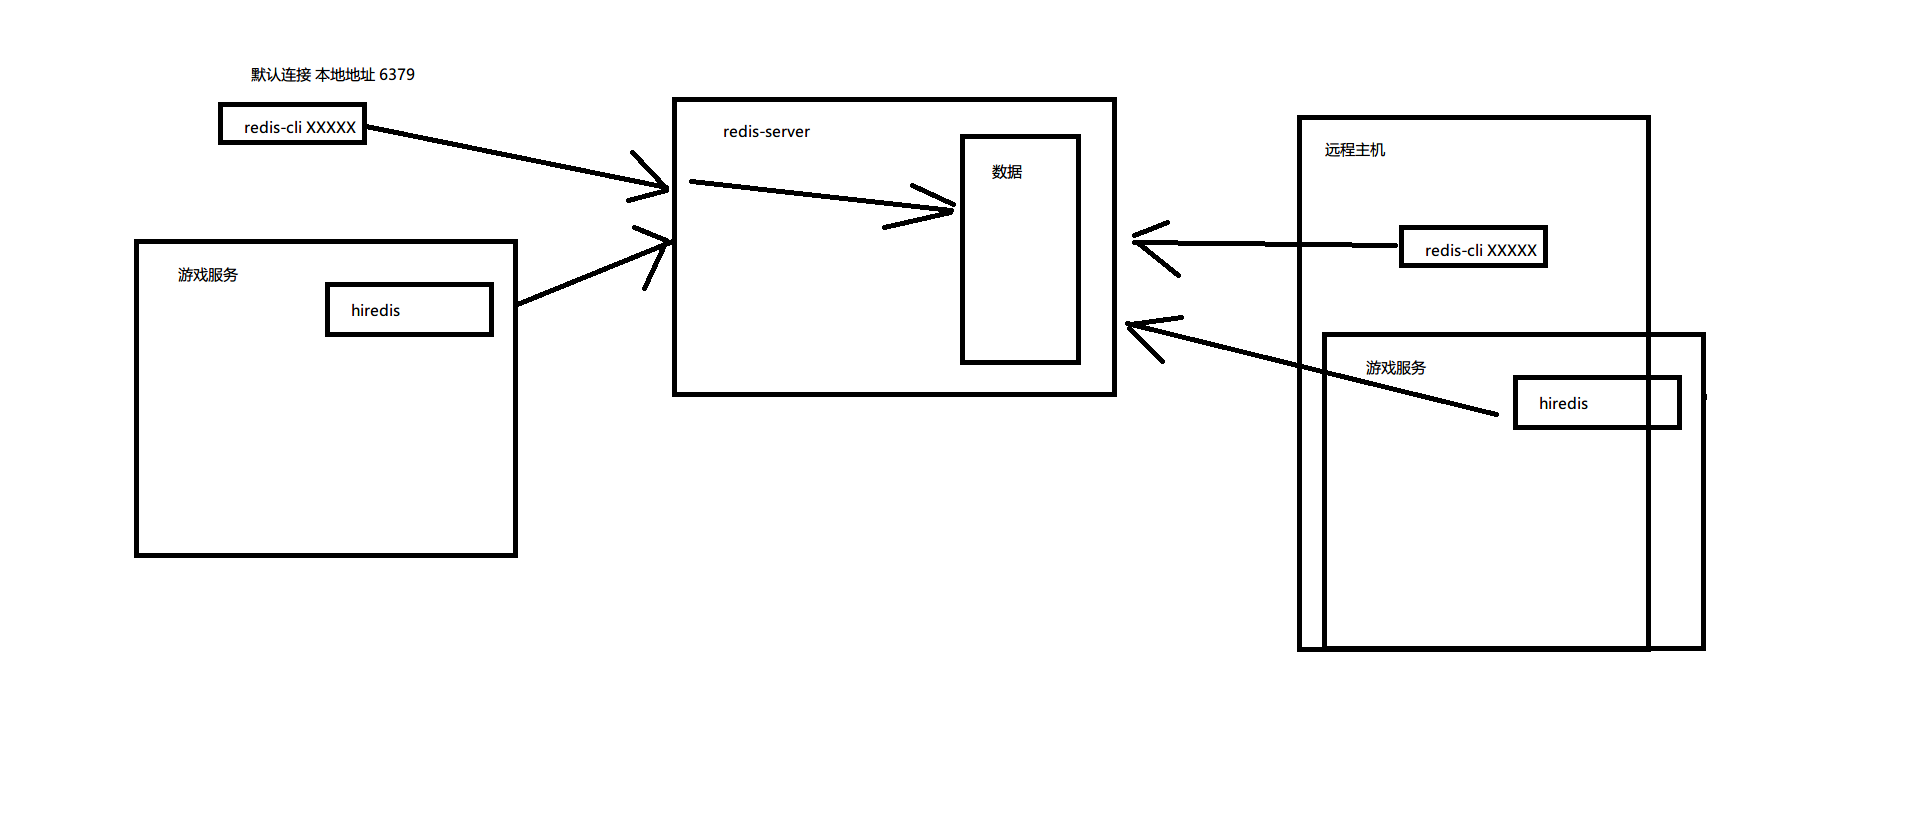 默认连接 本地地址 6379
redis-cli XXXXX
游戏服务
hiredis
redis-server
数据
远程主机
redis-cli XXXXX
游戏服务
hiredis